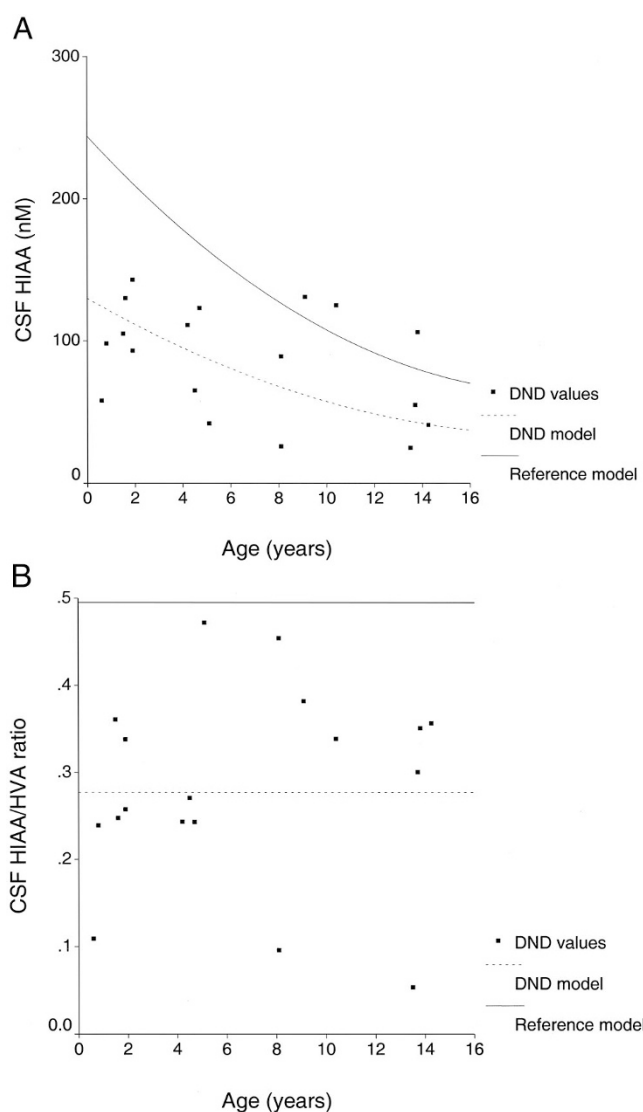 A
300
200
100
0
CSF HIAA (nM)
0 2 4 6 8 10 12 14 16
Age (years)
DND values
DND model
Reference model
B
.5
.4
.3
.2
.1
0.0
CSF HIAA/HVA ratio
0 2 4 6 8 10 12 14 16
Age (years)
DND values
DND model
Reference model